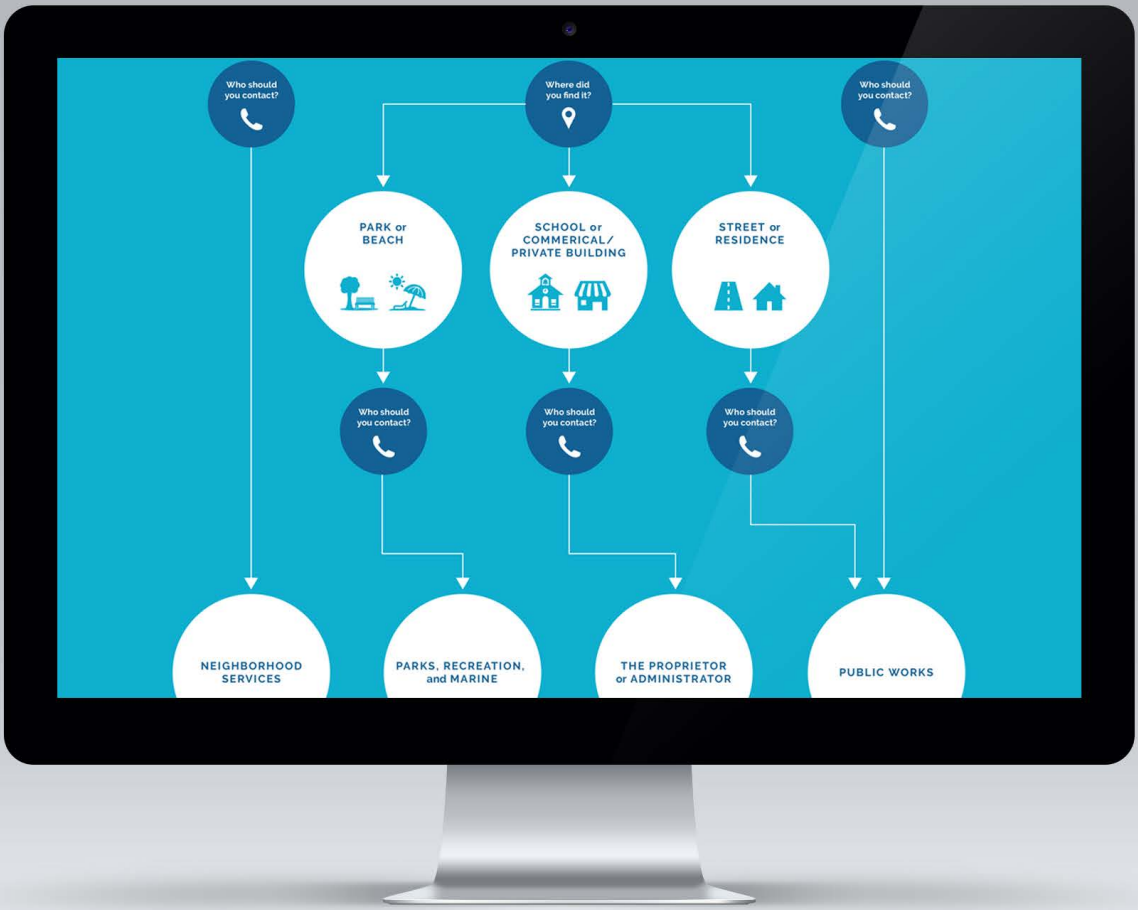 Who should
you contact?
Where did
you find it?
Who should
you contact?
PARK or
BEACH
SCHOOL or
COMMERICAL/
PRIVATE BUILDING
STREET or
RESIDENCE
Who should
you contact?
Who should
you contact?
Who should
you contact?
NEIGHBORHOOD
SERVICES
PARKS, RECREATION,
and MARINE
THE PROPRIETOR
or ADMINISTRATOR
PUBLIC WORKS